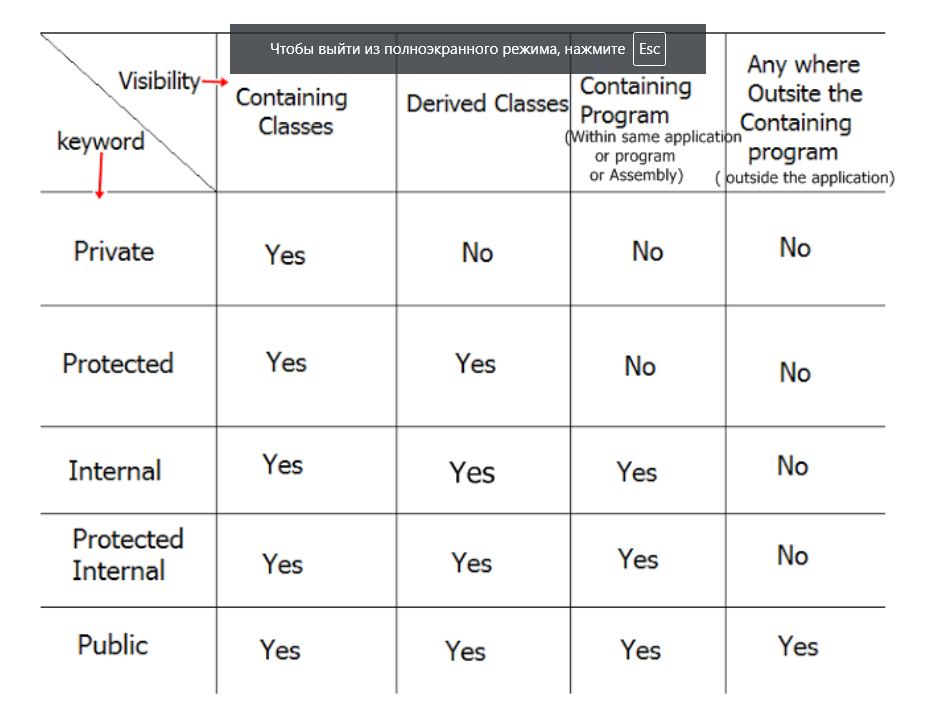 Чтобы выйти из полноэкранного режима, нажмите Esc
Visibility
keyword
Containing
Classes
Derived Classes
Containing
Program
(Within same application
or program
or Assembly)
Any where
Outsite the
Containing
program
( outside the application)
Private Yes No No No
Protected Yes Yes No No
Internal Yes Yes Yes No
Protected
Internal Yes Yes Yes No
Public Yes Yes Yes Yes